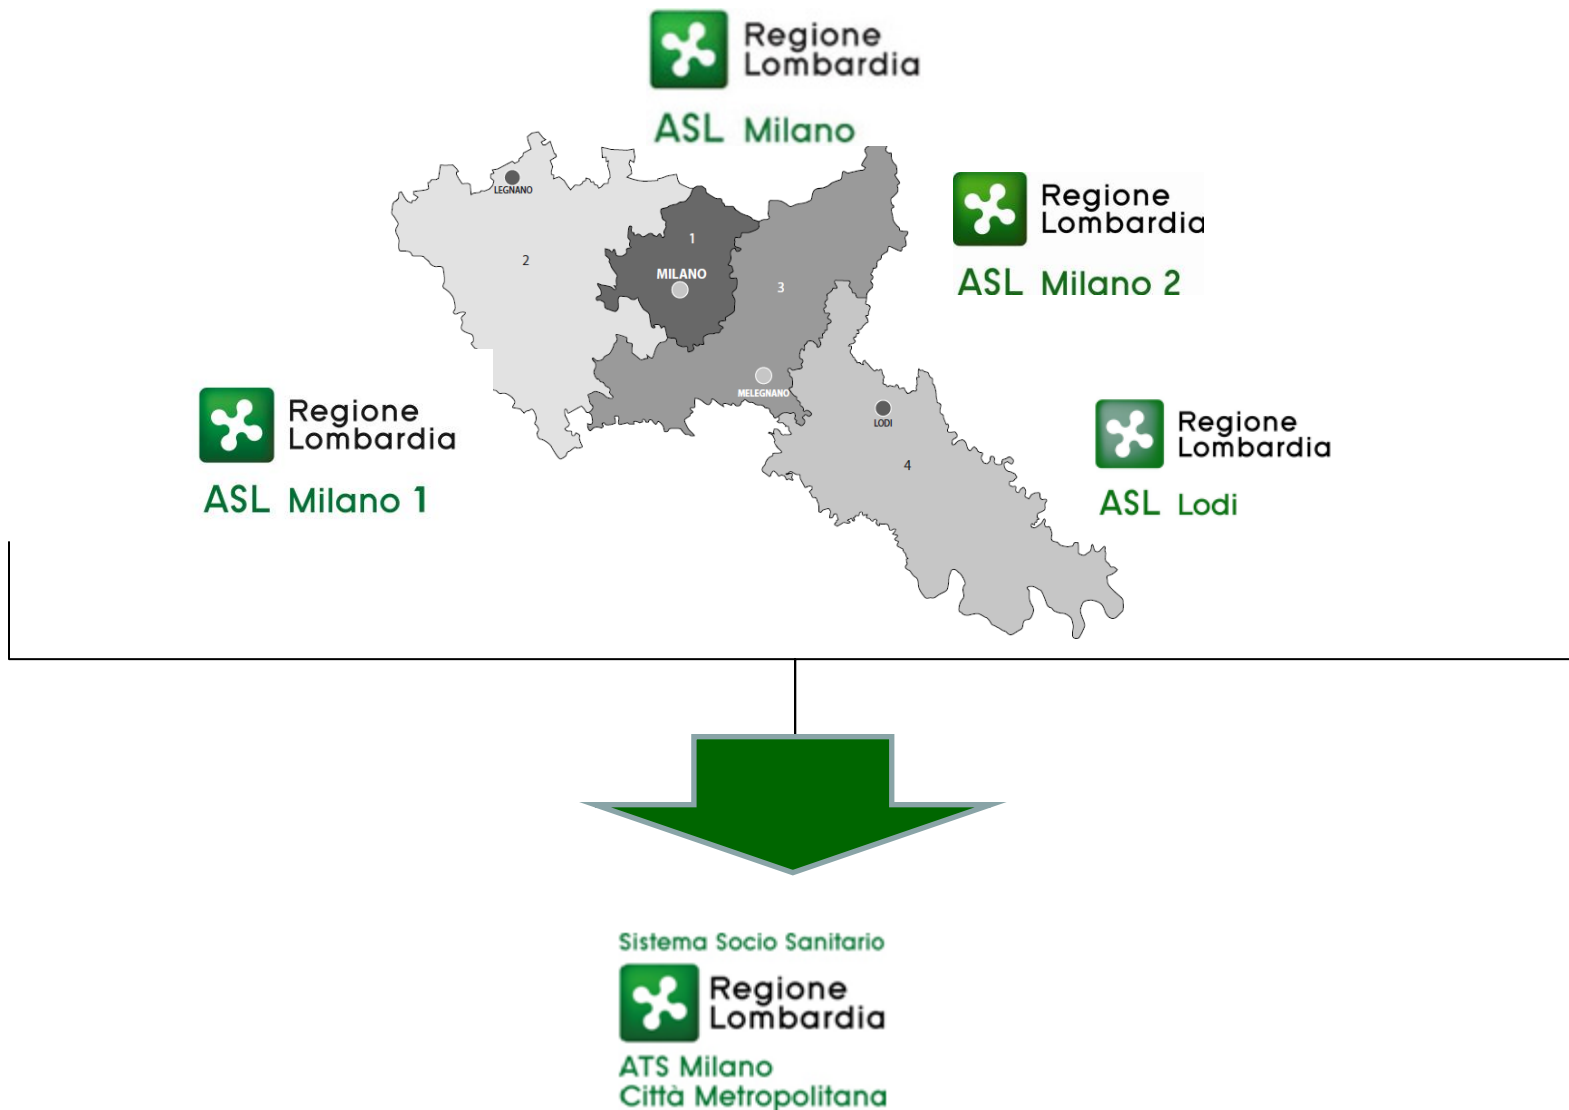 Regione
Lombardia
ASL Milano
LEGNANO
1
2
MILANO
3
Regione
Lombardia
ASL Milano 2
MELEGNANO
Regione
Lombardia
ASL Milano 1
LODI
4
Regione
Lombardia
ASL Lodi
Sistema Socio Sanitario
Regione
Lombardia
ATS Milano
Città Metropolitana